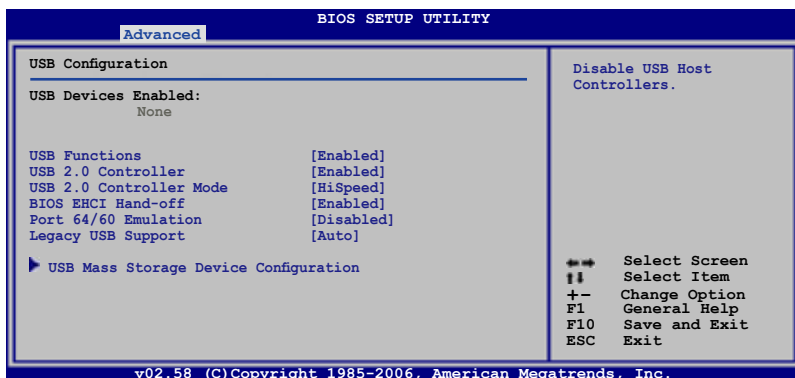 BIOS SETUP UTILITY
Advanced
USB Configuration
USB Devices Enabled:
None
USB Functions [Enabled]
USB 2.0 Controller [Enabled]
USB 2.0 Controller Mode [HiSpeed]
BIOS EHCI Hand-off [Enabled]
Port 64/60 Emulation [Disabled]
Legacy USB Support [Auto]
USB Mass Storage Device Configuration
Disable USB Host
Controllers.
Select Screen
Select Item
+- Change Option
F1 General Help
F10 Save and Exit
ESC Exit
v02.58 (C)Copyright 1985-2006, American Megatrends, Inc.